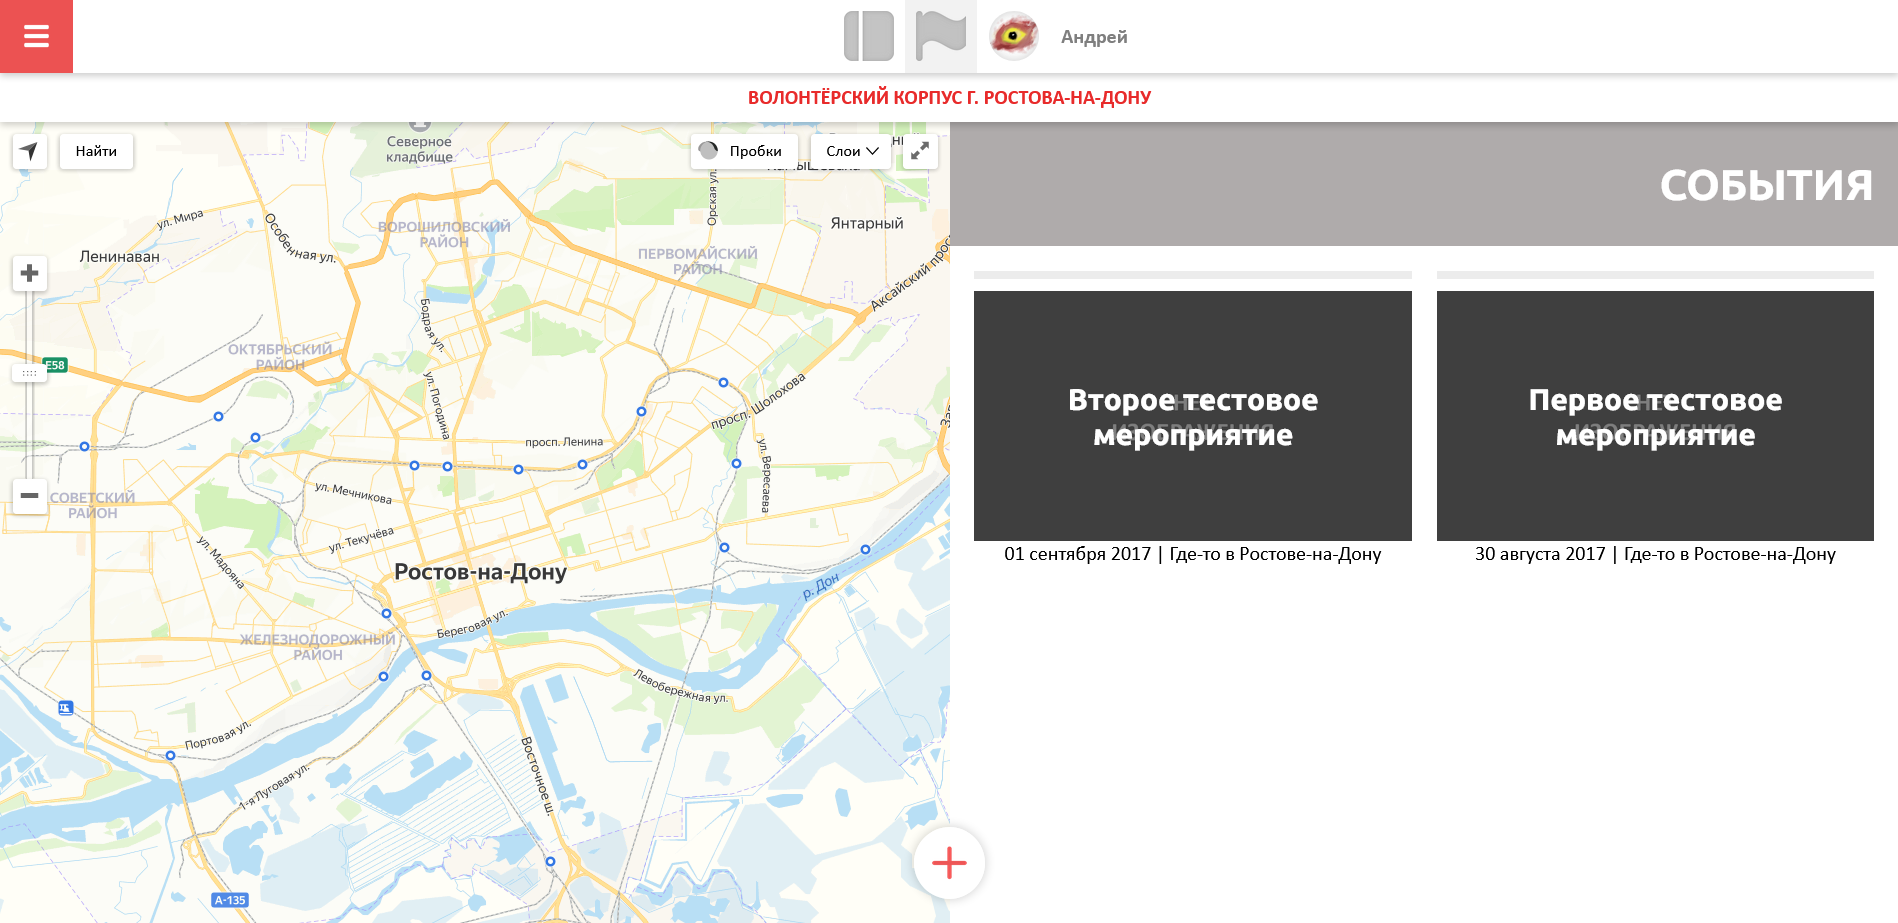 Андрей
ВОЛОНТЁРСКИЙ КОРПУС Г. РОСТОВА-НА-ДОНУ
Найти
Пробки
Слои
Северное
кладбище
ул. Мира
Особенная ул.
Ленинаван
ВОРОШИЛОВСКИЙ
РАЙОН
Орская ул.
Янтарный
ПЕРВОМАЙСКИЙ
РАЙОН
Аксайский прос
Бодрая ул.
ОКТЯБРЬСКИЙ
РАЙОН
E58
ул. Погодина
просп. Шолохова
просп. Ленина
ул. Вересаева
СОВЕТСКИЙ
РАЙОН
ул. Мечникова
ул. Текучёва
ул. Мадояна
Ростов-на-Дону
р. Дон
Береговая ул.
ЖЕЛЕЗНОДОРОЖНЫЙ
РАЙОН
Левобережная ул.
Портовая ул.
1-я Луговая ул.
Восточное ш.
А-135
СОБЫТИЯ
Второе тестовое
мероприятие
ИЗОБРАЖЕНИЯ
01 сентября 2017 | Где-то в Ростове-на-Дону
Первое тестовое
мероприятие
ИЗОБРАЖЕНИЯ
30 августа 2017 | Где-то в Ростове-на-Дону